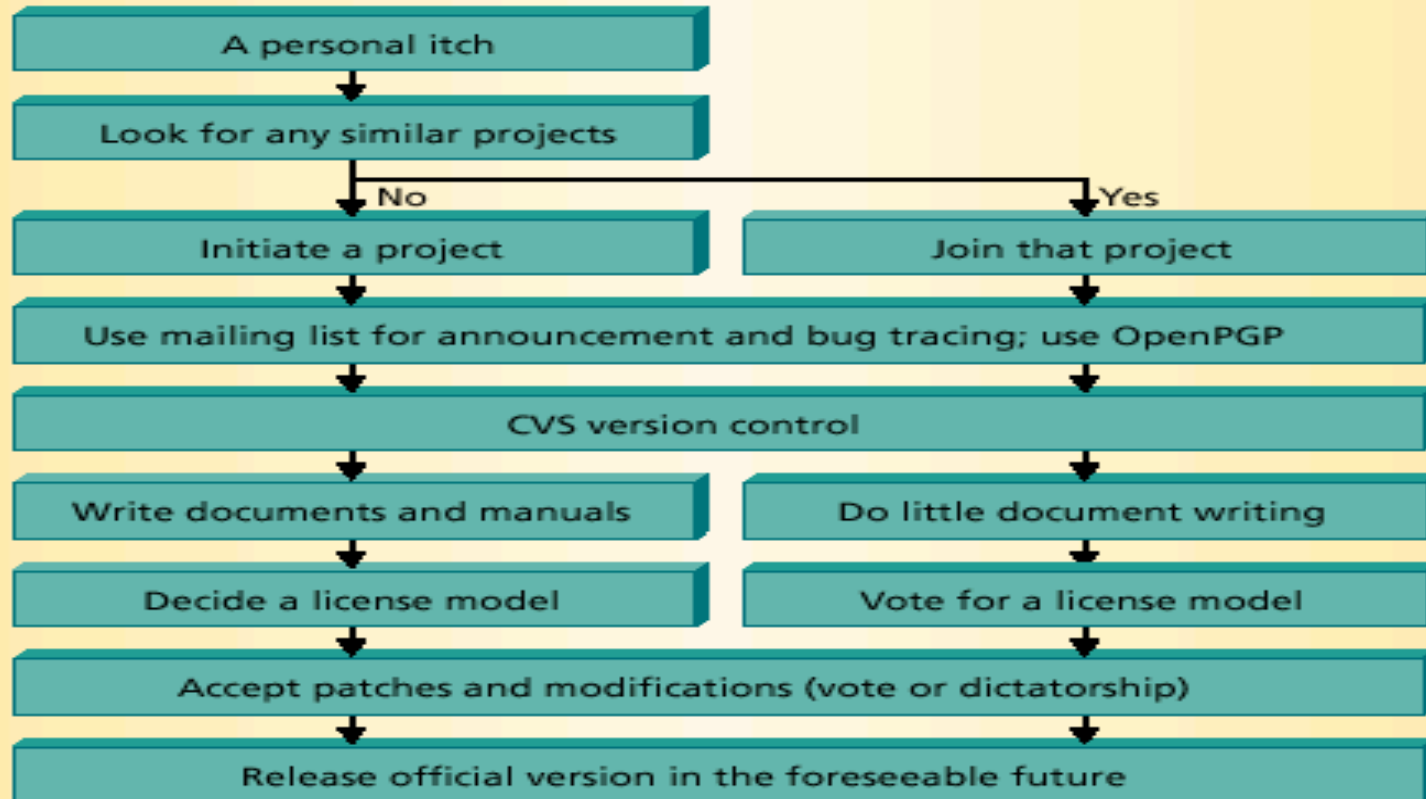 A personal itch
Look for any similar projects
No
Yes
Initiate a project
Join that project
Use mailing list for announcement and bug tracing; use OpenPGP
CVS version control
Write documents and manuals
Do little document writing
Decide a license model
Vote for a license model
Accept patches and modifications (vote or dictatorship)
Release official version in the foreseeable future